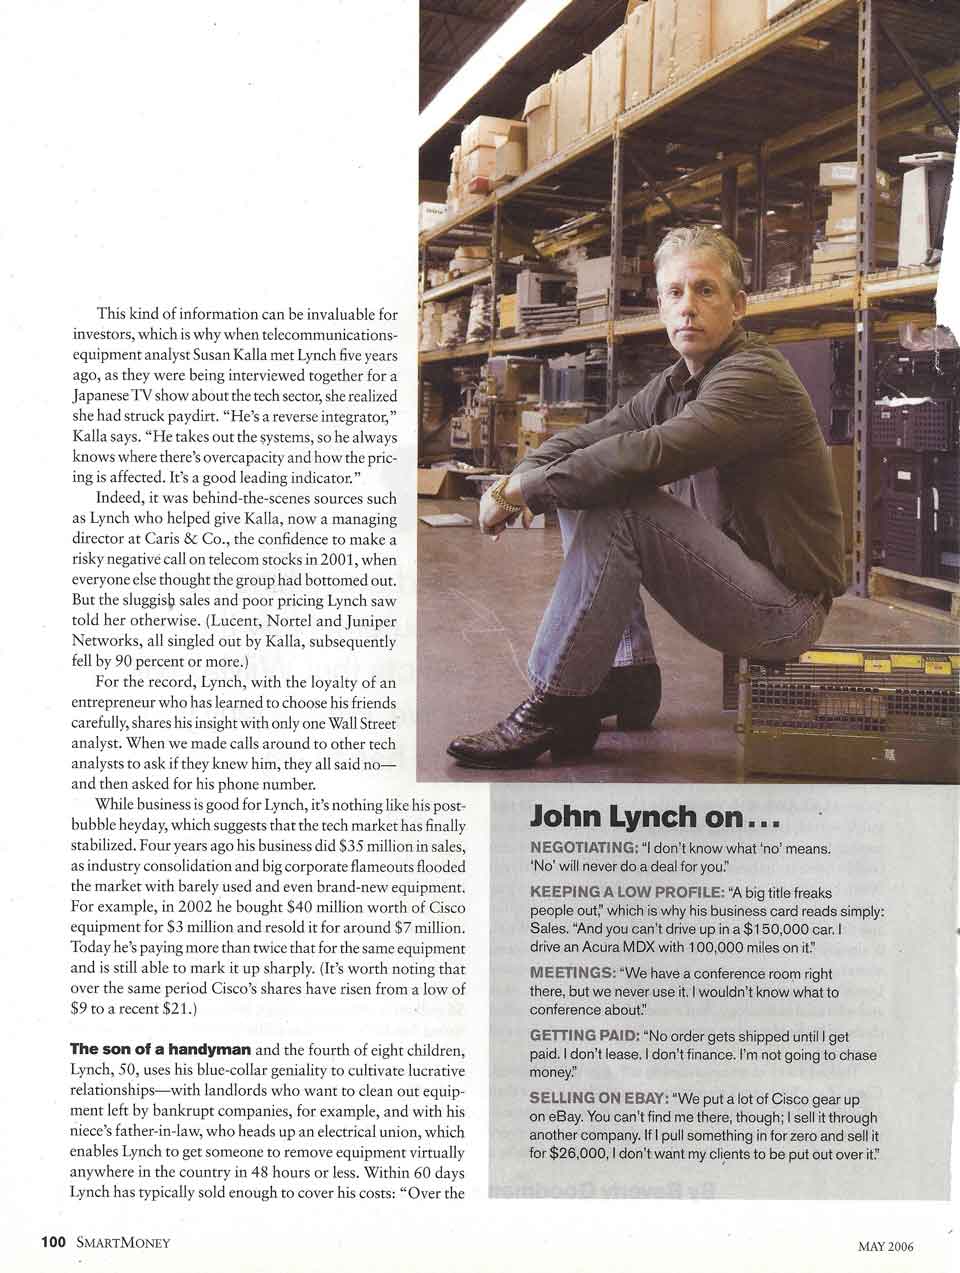 This kind of information can be invaluable for
investors, which is why when telecommunications-
equipment analyst Susan Kalla met Lynch five years
ago, as they were being interviewed together for a
Japanese TV show about the tech sector, she realized
she had struck paydirt. “He’s a reverse integrator,”
Kalla says. “He takes out the systems, so he always
knows where there’s overcapacity and how the pric-
ing is affected. It’s a good leading indicator.”
Indeed, it was behind-the-scenes sources such
as Lynch who helped give Kalla, now a managing
director at Caris & Co., the confidence to make a
risky negative call on telecom stocks in 2001, when
everyone else thought the group had bottomed out.
But the sluggish sales and poor pricing Lynch saw
told her otherwise. (Lucent, Nortel and Juniper
Networks, all singled out by Kalla, subsequently
fell by 90 percent or more.)
For the record, Lynch, with the loyalty of an
entrepreneur who has learned to choose his friends
carefully, shares his insight with only one Wall Street
analyst. When we made calls around to other tech
analysts to ask if they knew him, they all said no—
and then asked for his phone number.
While business is good for Lynch, it’s nothing like his post-
bubble heyday, which suggests that the tech market has finally
stabilized. Four years ago his business did $35 million in sales,
as industry consolidation and big corporate flameouts flooded
the market with barely used and even brand-new equipment.
For example, in 2002 he bought $40 million worth of Cisco
equipment for $3 million and resold it for around $7 million.
Today he’s paying more than twice that for the same equipment
and is still able to mark it up sharply. (It’s worth noting that
over the same period Cisco’s shares have risen from a low of
$9 to a recent $21.)
The son of a handyman and the fourth of eight children,
Lynch, 50, uses his blue-collar geniality to cultivate lucrative
relationships—with landlords who want to clean out equip-
ment left by bankrupt companies, for example, and with his
niece’s father-in-law, who heads up an electrical union, which
enables Lynch to get someone to remove equipment virtually
anywhere in the country in 48 hours or less. Within 60 days
Lynch has typically sold enough to cover his costs: “Over the
John Lynch on...
NEGOTIATING: “I don’t know what ‘no’ means.
‘No’ will never do a deal for you.”
KEEPING A LOW PROFILE: “A big title freaks
people out,” which is why his business card reads simply:
Sales. “And you can’t drive up in a $150,000 car. I
drive an Acura MDX with 100,000 miles on it.”
MEETINGS: “We have a conference room right
there, but we never use it. I wouldn’t know what to
conference about.”
GETTING PAID: “No order gets shipped until I get
paid. I don’t lease. I don’t finance. I’m not going to chase
money.”
SELLING ON EBAY: “We put a lot of Cisco gear up
on eBay. You can’t find me there, though; I sell it through
another company. If I pull something in for zero and sell it
for $26,000, I don’t want my clients to be put out over it.”
100 SMARTMONEY
MAY 2006